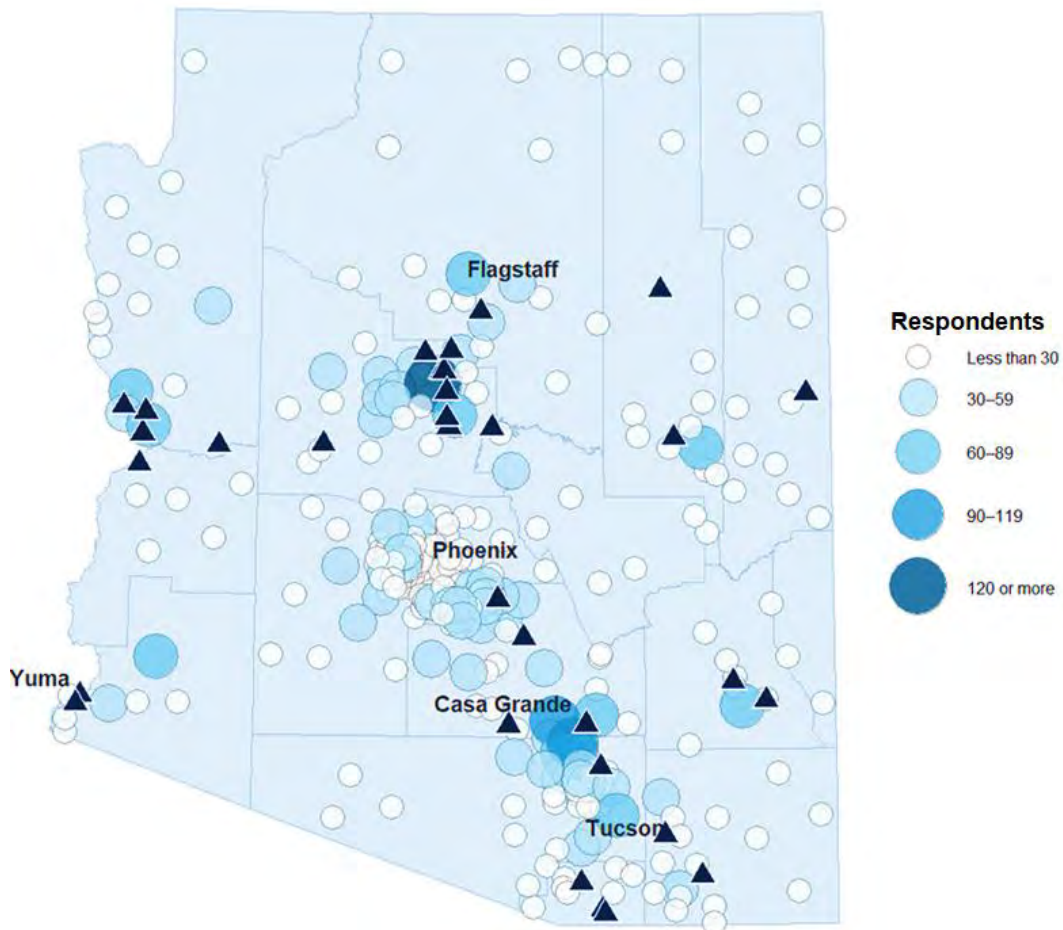 Flagstaff
Respondents
Less than 30
30–59
60–89
90–119
120 or more
Phoenix
Yuma
Casa Grande
Tucson